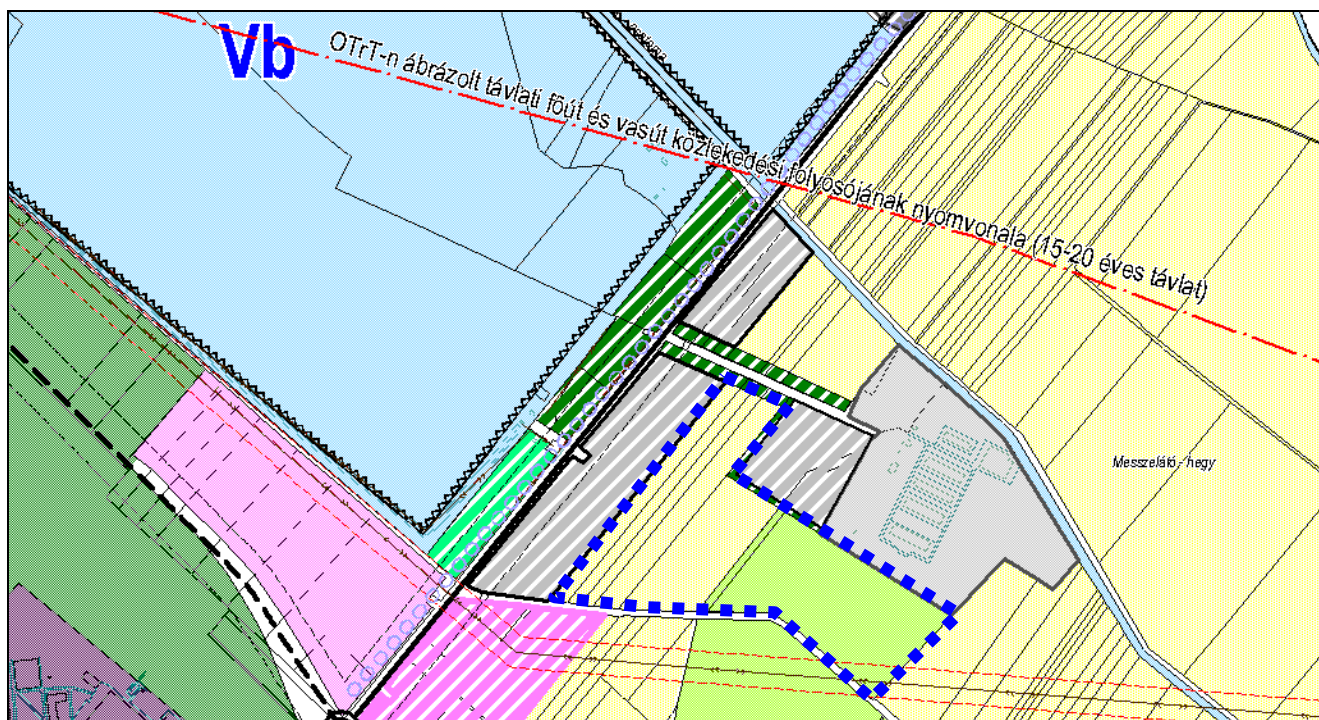 Vb
OTrT-n ábrázolt távlati főút és vasút közlekedési folyosójának nyomvonala (15-20 éves távlat)
Messzelátó - hegy